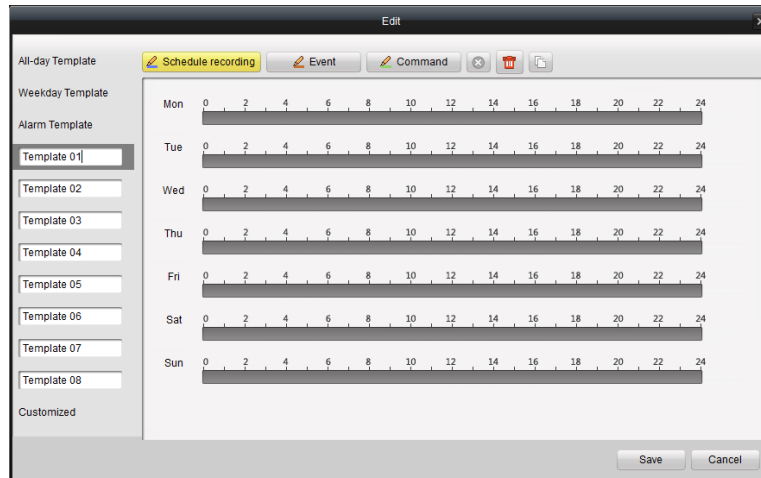 Edit
All-day Template
Weekday Template
Alarm Template
Template 01
Template 02
Template 03
Template 04
Template 05
Template 06
Template 07
Template 08
Customized
Schedule recording Event Command
Mon 0 2 4 6 8 10 12 14 16 18 20 22 24
Tue 0 2 4 6 8 10 12 14 16 18 20 22 24
Wed 0 2 4 6 8 10 12 14 16 18 20 22 24
Thu 0 2 4 6 8 10 12 14 16 18 20 22 24
Fri 0 2 4 6 8 10 12 14 16 18 20 22 24
Sat 0 2 4 6 8 10 12 14 16 18 20 22 24
Sun 0 2 4 6 8 10 12 14 16 18 20 22 24
Save Cancel